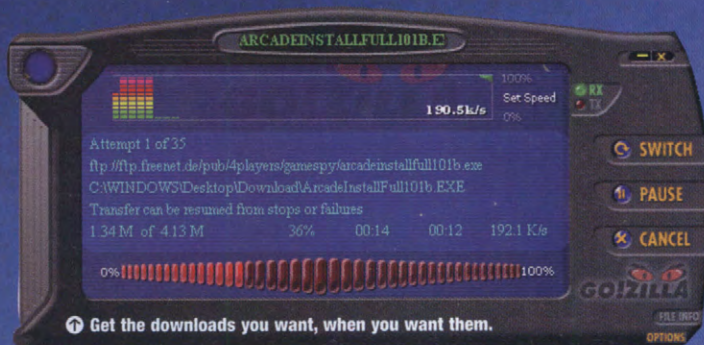 ARCADEINSTALLFULL101B.E
100%
190.5k/s
Set Speed
0%
RX
TX
Attempt 1 of 35
ftp://ftp.freenet.de/pub/4players/gamespy/arcadeinstallfull101b.exe
C:\WINDOWS\Desktop\Download\ArcadeInstallFull101b.EXE
Transfer can be resumed from stops or failures
1.34 M of 4.13 M 36% 00:14 00:12 192.1 K/s
0% 100%
SWITCH
PAUSE
CANCEL
GO!ZILLA
FILE INFO
OPTIONS
Get the downloads you want, when you want them.